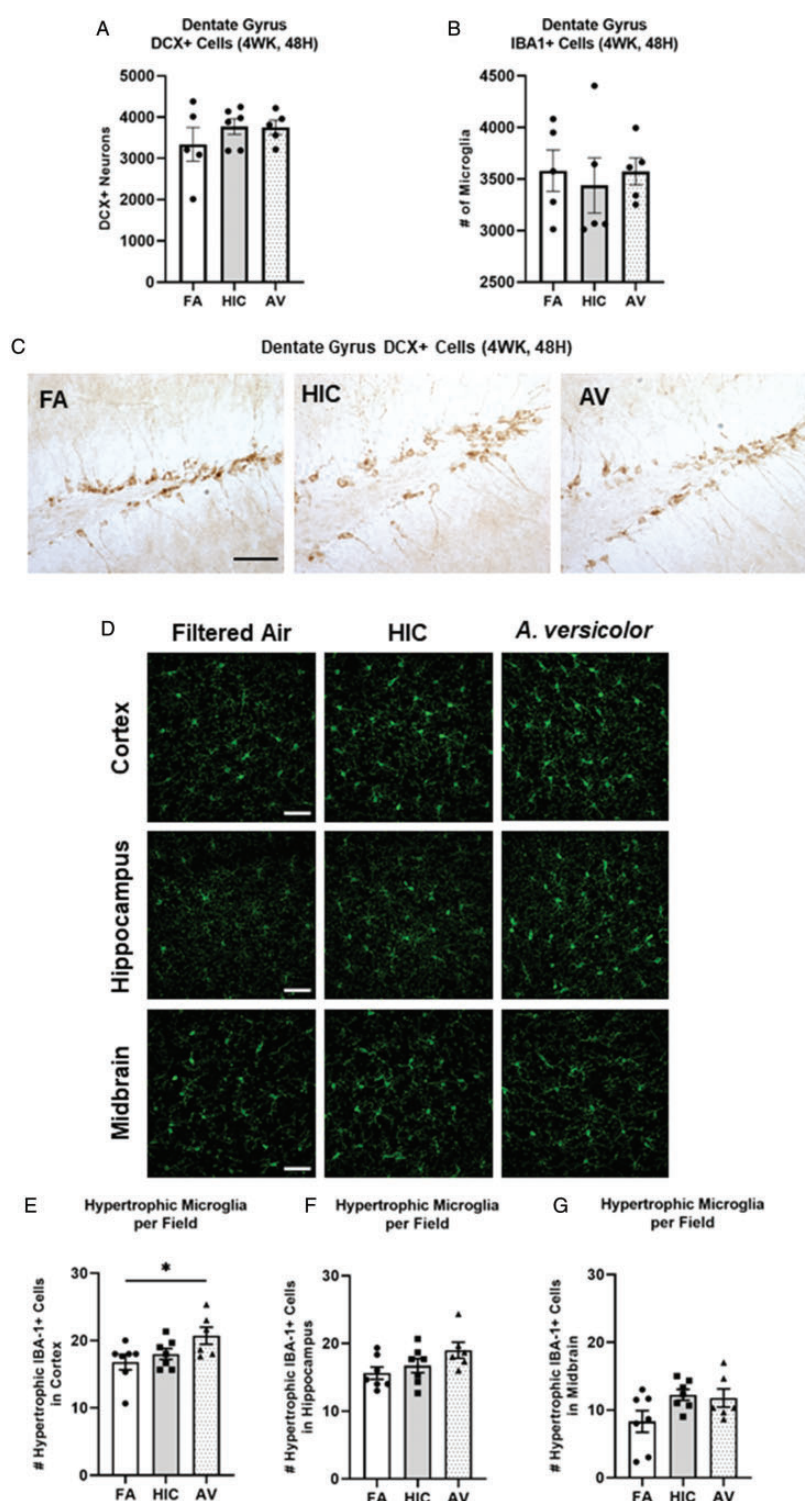 A
Dentate Gyrus
DCX+ Cells (4WK, 48H)
DCX+ Neurons
5000
4000
3000
2000
1000
0
FA HIC AV
B
Dentate Gyrus
IBA1+ Cells (4WK, 48H)
# of Microglia
4500
4000
3500
3000
2500
FA HIC AV
C
Dentate Gyrus DCX+ Cells (4WK, 48H)
FA HIC AV
D
Filtered Air HIC A. versicolor
Cortex
Hippocampus
Midbrain
E
Hypertrophic Microglia
per Field
# Hypertrophic IBA-1+ Cells
in Cortex
30
20
10
0
*
FA HIC AV
F
Hypertrophic Microglia
per Field
# Hypertrophic IBA-1+ Cells
in Hippocampus
30
20
10
0
FA HIC AV
G
Hypertrophic Microglia
per Field
# Hypertrophic IBA-1+ Cells
in Midbrain
30
20
10
0
FA HIC AV